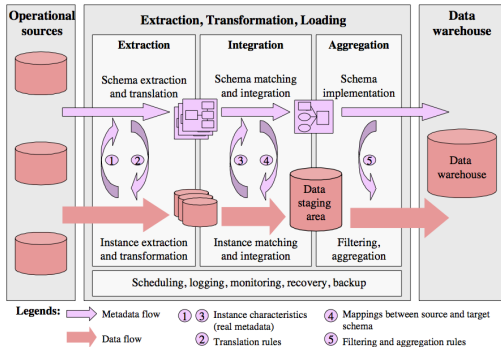 Operational
sources
Extraction, Transformation, Loading
Data
warehouse
Extraction
Integration
Aggregation
Schema extraction
and translation
Schema matching
and integration
Schema
implementation
1
2
3
4
5
Data
staging
area
Data
warehouse
Instance extraction
and transformation
Instance matching
and integration
Filtering,
aggregation
Scheduling, logging, monitoring, recovery, backup
Legends:
Metadata flow
Data flow
1 3 Instance characteristics
(real metadata)
2 Translation rules
4 Mappings between source and target
schema
5 Filtering and aggregation rules